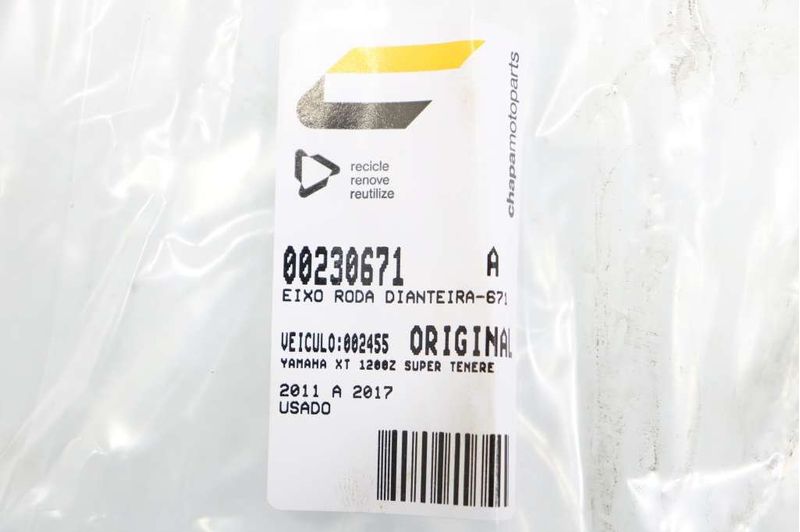 chapamotoparts
recicle
renove
reutilize
00230671 A
EIXO RODA DIANTEIRA-671
VEICULO:002455 ORIGINAL
YAMAHA XT 1200Z SUPER TENERE
2011 A 2017
USADO